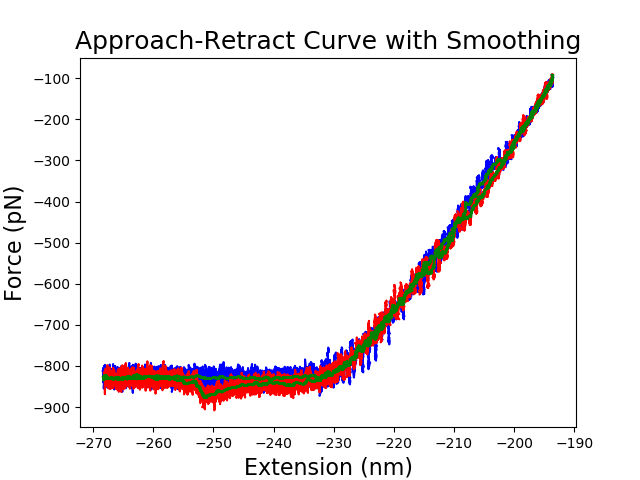 Approach-Retract Curve with Smoothing
Force (pN)
−100
−200
−300
−400
−500
−600
−700
−800
−900
−270 −260 −250 −240 −230 −220 −210 −200 −190
Extension (nm)